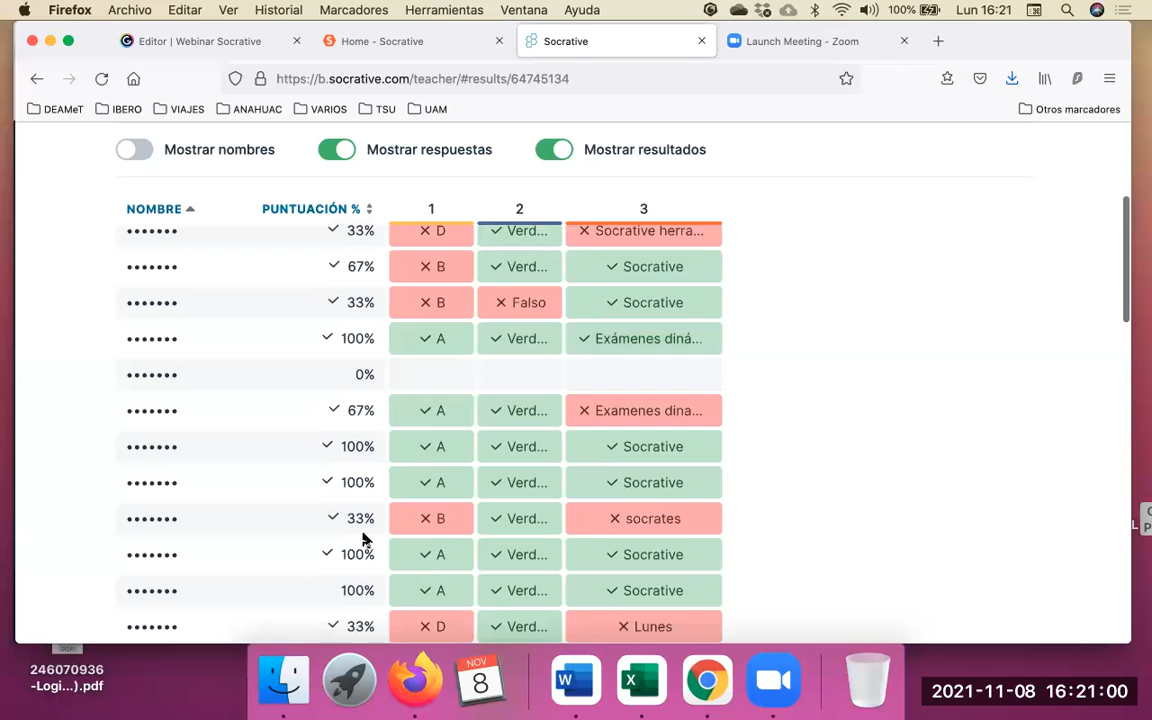 Firefox Archivo Editar Ver Historial Marcadores Herramientas Ventana Ayuda 100% Lun 16:21
Editor | Webinar Socrative Home - Socrative Socrative Launch Meeting - Zoom
https://b.socrative.com/teacher/#results/64745134
DEAMeT IBERO VIAJES ANAHUAC VARIOS TSU UAM Otros marcadores
Mostrar nombres Mostrar respuestas Mostrar resultados
NOMBRE PUNTUACIÓN % 1 2 3
••••••• 33% D Verd... Socrative herra...
••••••• 67% B Verd... Socrative
••••••• 33% B Falso Socrative
••••••• 100% A Verd... Exámenes diná...
••••••• 0%
••••••• 67% A Verd... Examenes dina...
••••••• 100% A Verd... Socrative
••••••• 100% A Verd... Socrative
••••••• 33% B Verd... socrates
••••••• 100% A Verd... Socrative
••••••• 100% A Verd... Socrative
••••••• 33% D Verd... Lunes
246070936
-Logi...).pdf
NOV
8
W
X
2021-11-08 16:21:00